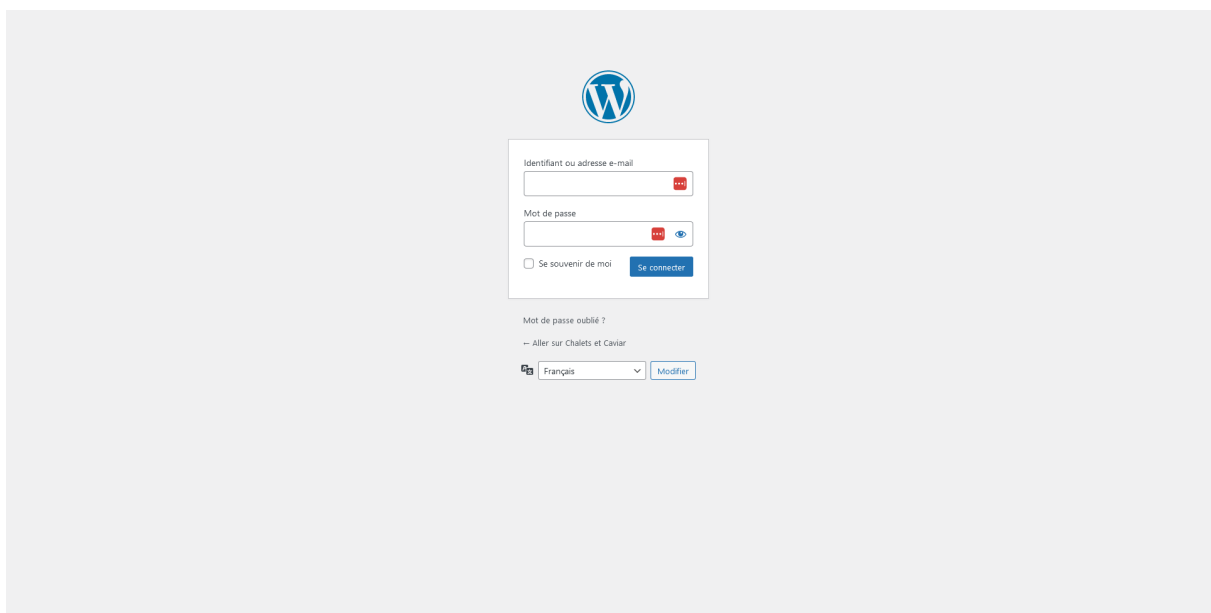 Identifiant ou adresse e-mail
Mot de passe
Se souvenir de moi
Se connecter
Mot de passe oublié ?
← Aller sur Chalets et Caviar
Français
Modifier